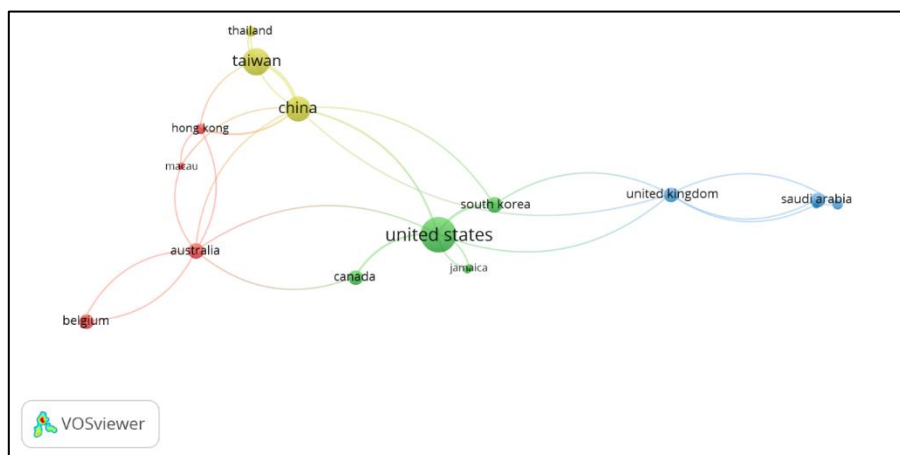 thailand
taiwan
china
hong kong
macau
south korea
united kingdom
saudi arabia
united states
australia
jamaica
canada
belgium
VOSviewer